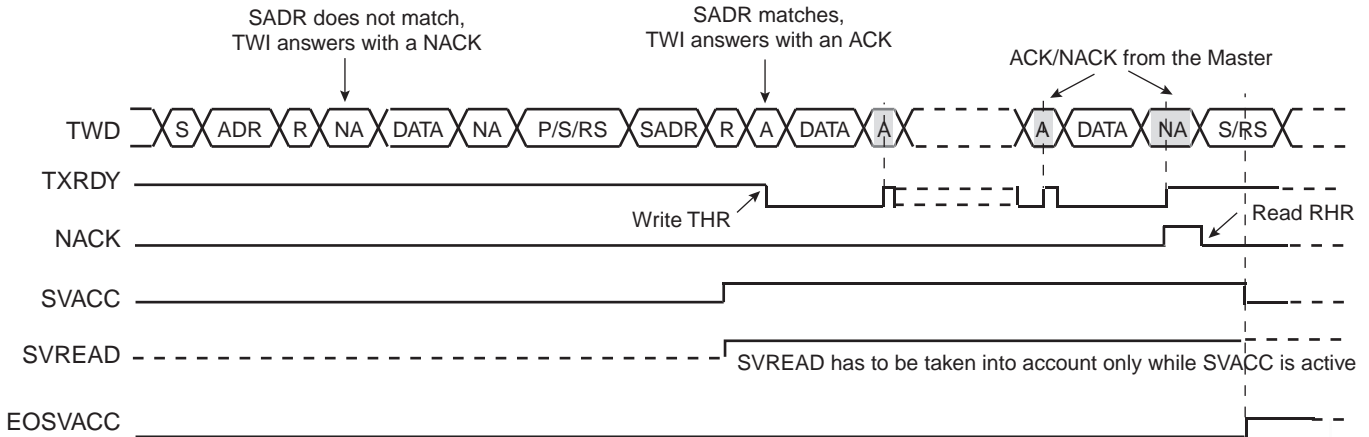 SADR does not match,
TWI answers with a NACK
SADR matches,
TWI answers with an ACK
ACK/NACK from the Master
TWD S ADR R NA DATA NA P/S/RS SADR R A DATA A A DATA NA S/RS
TXRDY
Write THR
Read RHR
NACK
SVACC
SVREAD
SVREAD has to be taken into account only while SVACC is active
EOSVACC